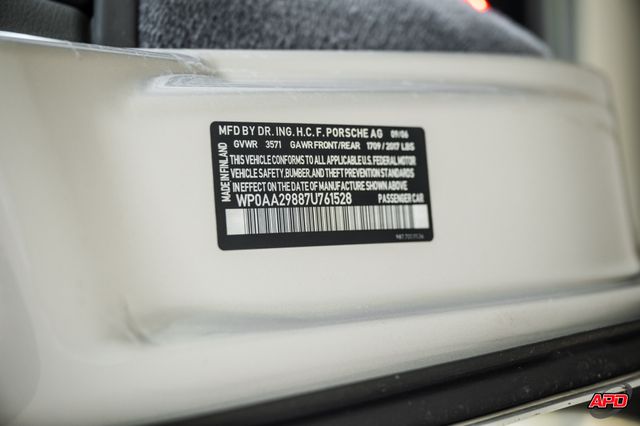 MFD BY DR. ING. H.C. F. PORSCHE AG 09/06
GVWR 3571 GAWR FRONT/REAR 1709 / 2017 LBS
THIS VEHICLE CONFORMS TO ALL APPLICABLE U.S. FEDERAL MOTOR
VEHICLE SAFETY, BUMPER, AND THEFT PREVENTION STANDARDS
IN EFFECT ON THE DATE OF MANUFACTURE SHOWN ABOVE.
WP0AA29887U761528 PASSENGER CAR
MADE IN FINLAND
APD